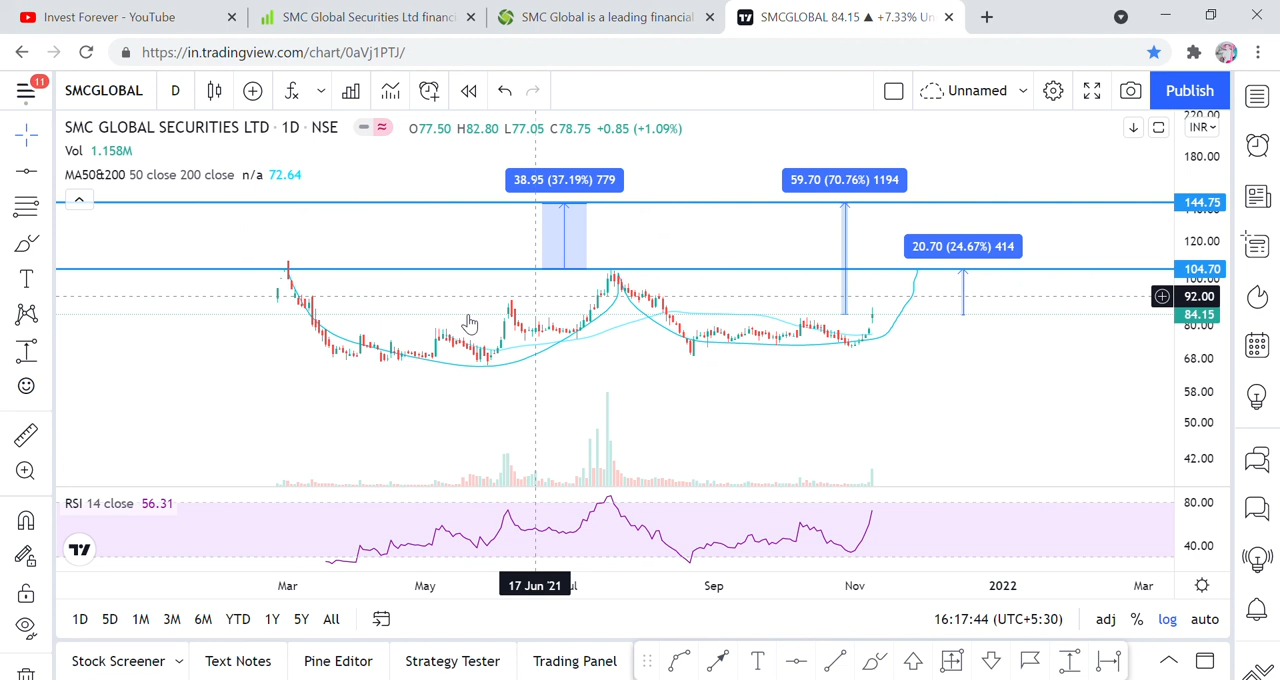 Invest Forever - YouTube
SMC Global Securities Ltd financi
SMC Global is a leading financial
SMCGLOBAL 84.15 ▲ +7.33% Un
https://in.tradingview.com/chart/0aVj1PTJ/
11
SMCGLOBAL
D
Unnamed
Publish
SMC GLOBAL SECURITIES LTD · 1D · NSE
O77.50 H82.80 L77.05 C78.75 +0.85 (+1.09%)
INR
Vol 1.158M
MA50&200 50 close 200 close n/a 72.64
38.95 (37.19%) 779
59.70 (70.76%) 1194
20.70 (24.67%) 414
220.00
180.00
144.75
120.00
104.70
100.00
92.00
84.15
80.00
68.00
58.00
50.00
42.00
RSI 14 close 56.31
80.00
40.00
Mar
May
17 Jun '21
Sep
Nov
2022
Mar
1D 5D 1M 3M 6M YTD 1Y 5Y All
16:17:44 (UTC+5:30)
adj % log auto
Stock Screener
Text Notes
Pine Editor
Strategy Tester
Trading Panel